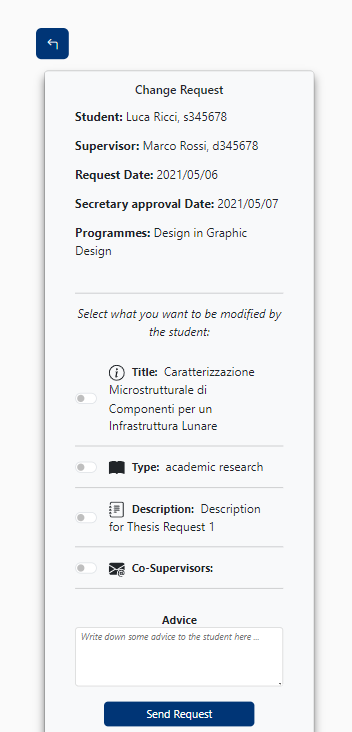 Change Request
Student: Luca Ricci, s345678
Supervisor: Marco Rossi, d345678
Request Date: 2021/05/06
Secretary approval Date: 2021/05/07
Programmes: Design in Graphic
Design
Select what you want to be modified by
the student:
Title: Caratterizzazione
Microstrutturale di
Componenti per un
Infrastruttura Lunare
Type: academic research
Description: Description
for Thesis Request 1
Co-Supervisors:
Advice
Write down some advice to the student here ...
Send Request